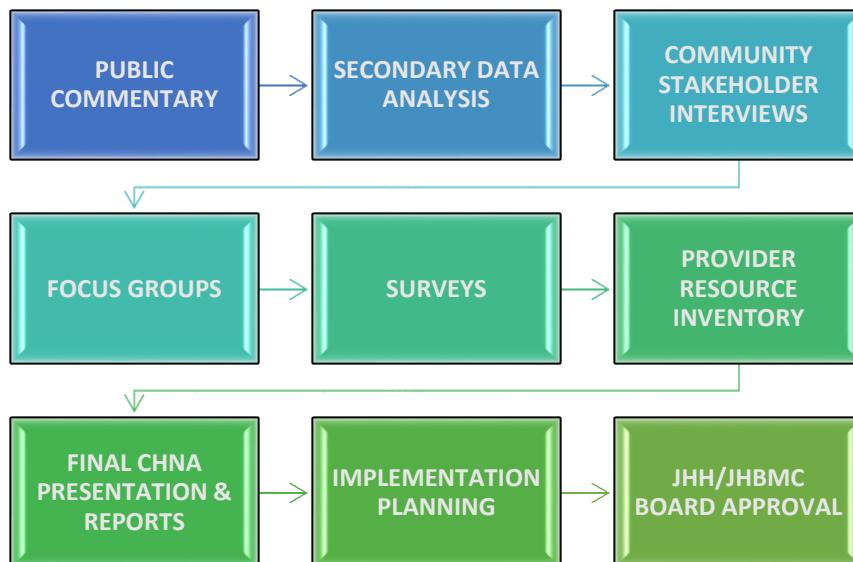 PUBLIC
COMMENTARY
SECONDARY DATA
ANALYSIS
COMMUNITY
STAKEHOLDER
INTERVIEWS
FOCUS GROUPS
SURVEYS
PROVIDER
RESOURCE
INVENTORY
FINAL CHNA
PRESENTATION &
REPORTS
IMPLEMENTATION
PLANNING
JHH/JHBMC
BOARD APPROVAL